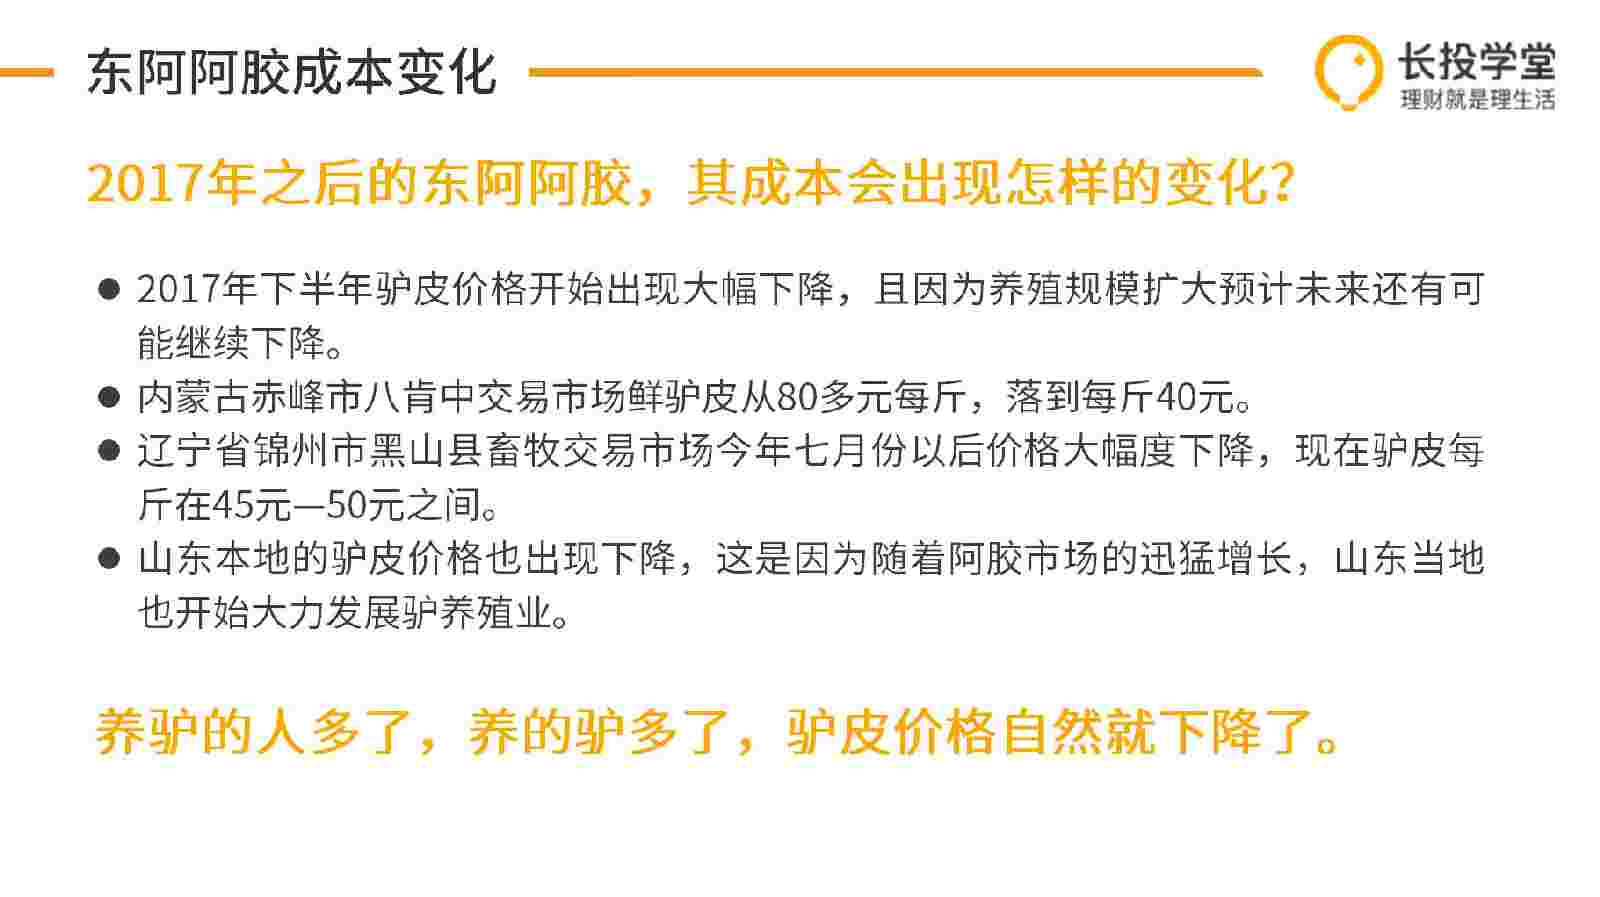 东阿阿胶成本变化
长投学堂
理财就是理生活
2017年之后的东阿阿胶，其成本会出现怎样的变化？
● 2017年下半年驴皮价格开始出现大幅下降，且因为养殖规模扩大预计未来还有可
能继续下降。
● 内蒙古赤峰市八肯中交易市场鲜驴皮从80多元每斤，落到每斤40元。
● 辽宁省锦州市黑山县畜牧交易市场今年七月份以后价格大幅度下降，现在驴皮每
斤在45元—50元之间。
● 山东本地的驴皮价格也出现下降，这是因为随着阿胶市场的迅猛增长，山东当地
也开始大力发展驴养殖业。
养驴的人多了，养的驴多了，驴皮价格自然就下降了。